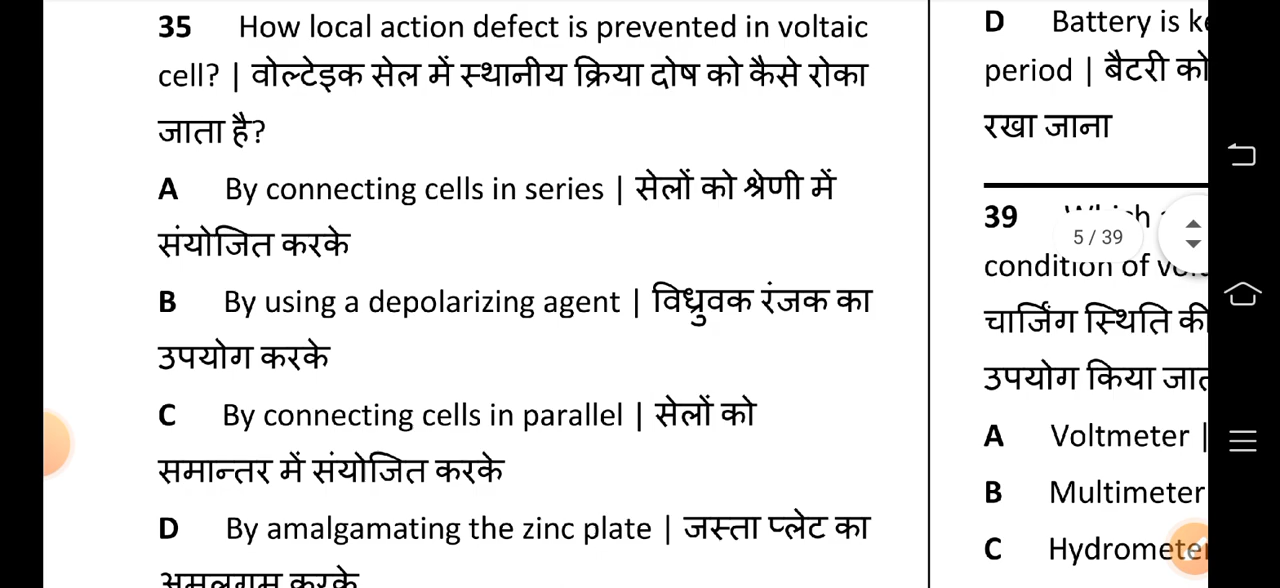 35 How local action defect is prevented in voltaic
cell? | वोल्टेइक सेल में स्थानीय क्रिया दोष को कैसे रोका
जाता है?
A By connecting cells in series | सेलों को श्रेणी में
संयोजित करके
B By using a depolarizing agent | विध्रुवक रंजक का
उपयोग करके
C By connecting cells in parallel | सेलों को
समान्तर में संयोजित करके
D By amalgamating the zinc plate | जस्ता प्लेट का
अमलगम करके
D Battery is
period | बैटरी को
रखा जाना
39
5 / 39
condition of
चार्जिंग स्थिति की
उपयोग किया
A Voltmeter |
B Multimeter
C